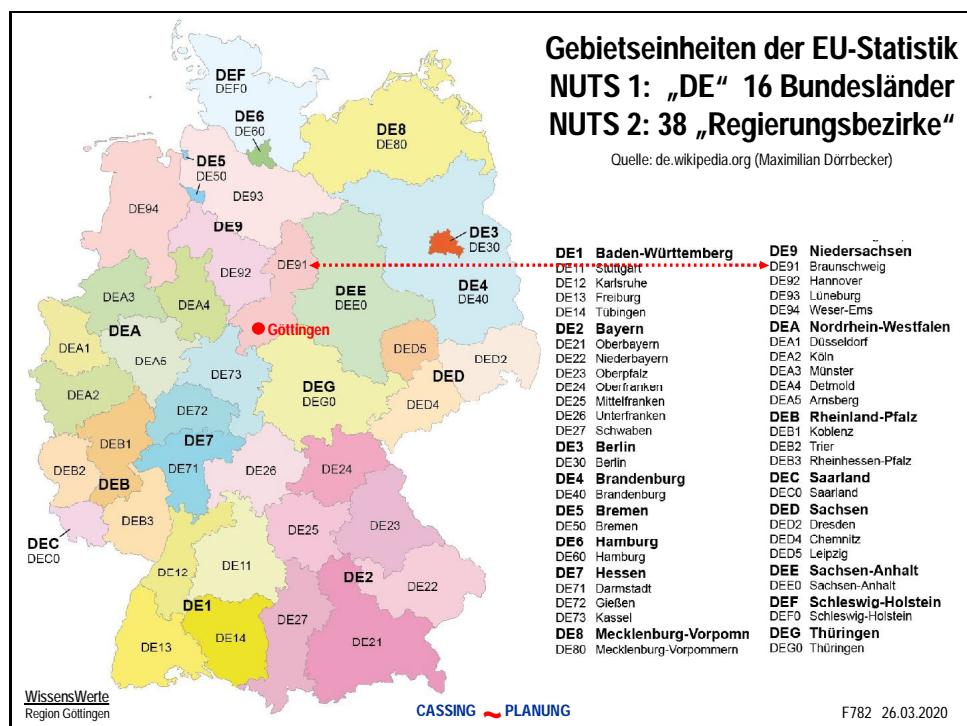 Gebietseinheiten der EU-Statistik
NUTS 1: „DE“ 16 Bundesländer
NUTS 2: 38 „Regierungsbezirke“
Quelle: de.wikipedia.org (Maximilian Dörrbecker)
DEF
DEF0
DE6
DE60
DE8
DE80
DE5
DE50
DE93
DE94
DE9
DE3
DE30
DE92
DE91
DE4
DE40
DEE
DEE0
DEA3
DEA4
DEA
Göttingen
DEA1
DEA5
DED5
DED2
DE73
DED
DEG
DEG0
DEA2
DE72
DED4
DEB1
DE7
DE71
DE26
DE24
DEB2
DEB
DEB3
DE25
DE23
DEC
DEC0
DE12
DE11
DE2
DE22
DE1
DE27
DE13
DE14
DE21
DE1 Baden-Württemberg
DE11 Stuttgart
DE12 Karlsruhe
DE13 Freiburg
DE14 Tübingen
DE2 Bayern
DE21 Oberbayern
DE22 Niederbayern
DE23 Oberpfalz
DE24 Oberfranken
DE25 Mittelfranken
DE26 Unterfranken
DE27 Schwaben
DE3 Berlin
DE30 Berlin
DE4 Brandenburg
DE40 Brandenburg
DE5 Bremen
DE50 Bremen
DE6 Hamburg
DE60 Hamburg
DE7 Hessen
DE71 Darmstadt
DE72 Gießen
DE73 Kassel
DE8 Mecklenburg-Vorpomn
DE80 Mecklenburg-Vorpommern
DE9 Niedersachsen
DE91 Braunschweig
DE92 Hannover
DE93 Lüneburg
DE94 Weser-Ems
DEA Nordrhein-Westfalen
DEA1 Düsseldorf
DEA2 Köln
DEA3 Münster
DEA4 Detmold
DEA5 Arnsberg
DEB Rheinland-Pfalz
DEB1 Koblenz
DEB2 Trier
DEB3 Rheinhessen-Pfalz
DEC Saarland
DEC0 Saarland
DED Sachsen
DED2 Dresden
DED4 Chemnitz
DED5 Leipzig
DEE Sachsen-Anhalt
DEE0 Sachsen-Anhalt
DEF Schleswig-Holstein
DEF0 Schleswig-Holstein
DEG Thüringen
DEG0 Thüringen
WissensWerte
Region Göttingen
CASSING PLANUNG
F782 26.03.2020